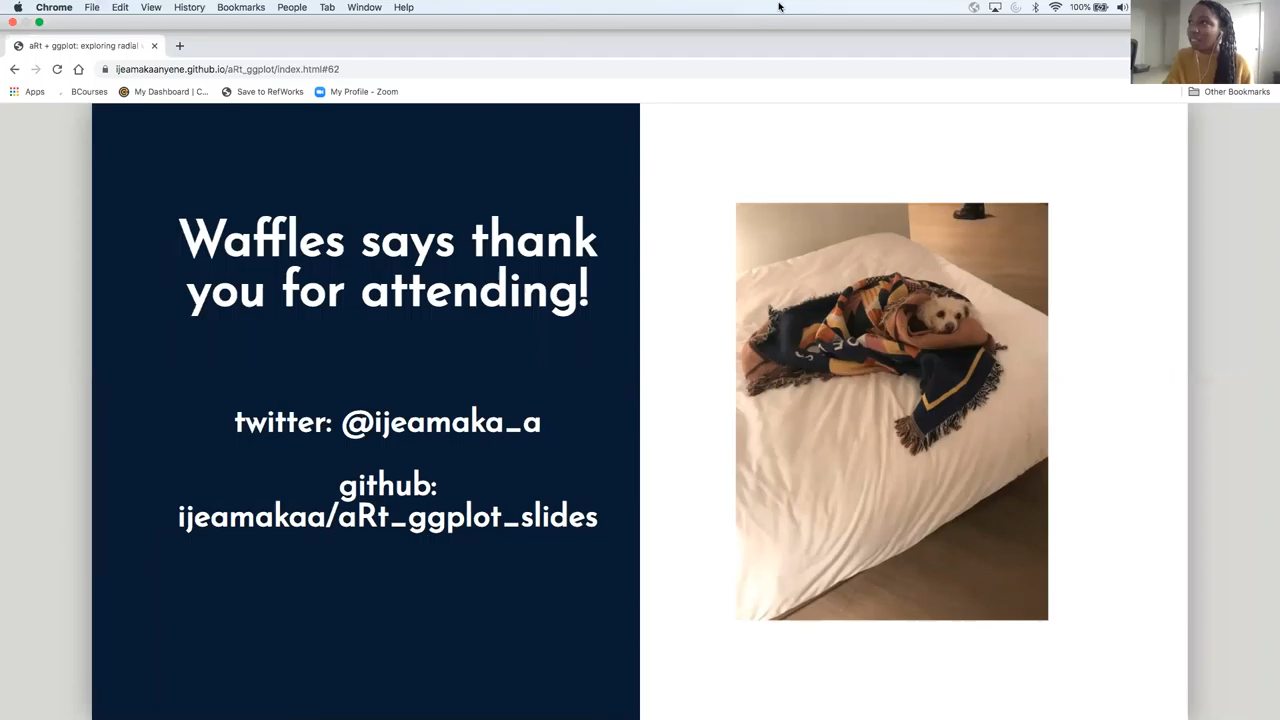 Chrome File Edit View History Bookmarks People Tab Window Help 100%
aRt + ggplot: exploring radial
ijeamakaanyene.github.io/aRt_ggplot/index.html#62
Apps BCourses My Dashboard | C... Save to RefWorks My Profile - Zoom Other Bookmarks
Waffles says thank
you for attending!
twitter: @ijeamaka_a
github:
ijeamakaa/aRt_ggplot_slides